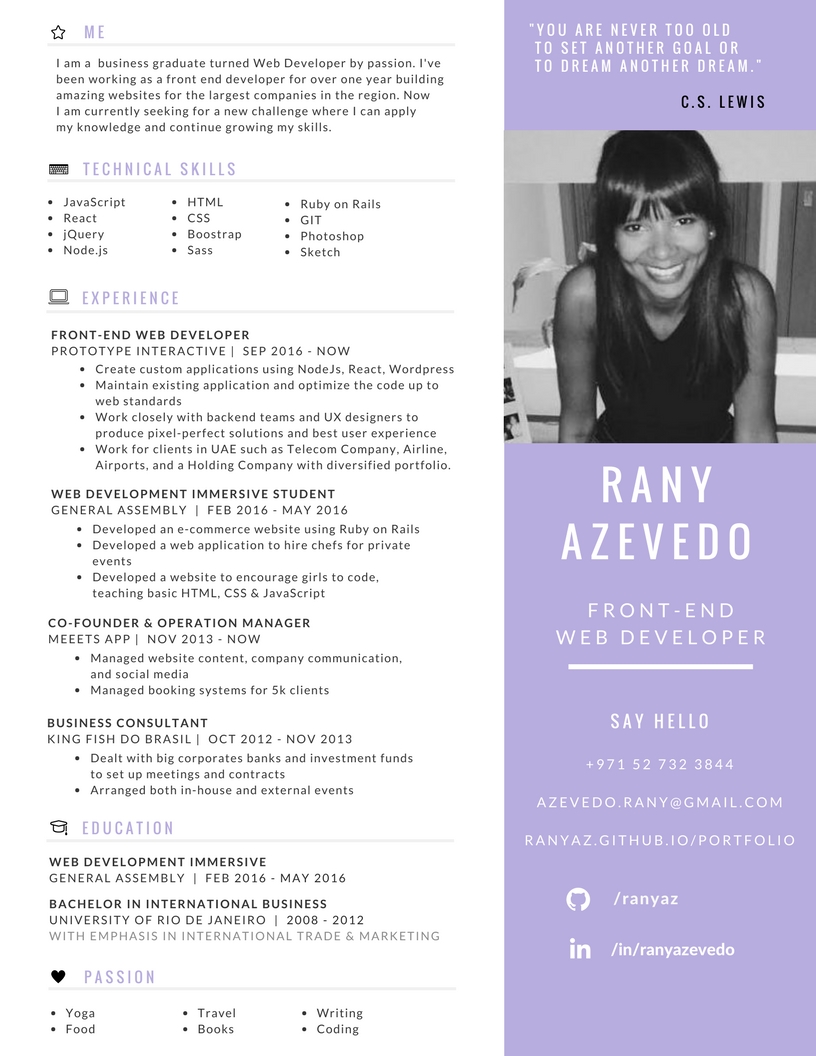 ME
I am a  business graduate turned Web Developer by passion. I've
been working as a front end developer for over one year building
amazing websites for the largest companies in the region. Now
I am currently seeking for a new challenge where I can apply
my knowledge and continue growing my skills.
TECHNICAL SKILLS
• JavaScript
• React
• jQuery
• Node.js
• HTML
• CSS
• Boostrap
• Sass
• Ruby on Rails
• GIT
• Photoshop
• Sketch
EXPERIENCE
FRONT-END WEB DEVELOPER
PROTOTYPE INTERACTIVE |  SEP 2016 - NOW
• Create custom applications using NodeJs, React, Wordpress
• Maintain existing application and optimize the code up to
web standards
• Work closely with backend teams and UX designers to
produce pixel-perfect solutions and best user experience
• Work for clients in UAE such as Telecom Company, Airline,
Airports, and a Holding Company with diversified portfolio.
WEB DEVELOPMENT IMMERSIVE STUDENT
GENERAL ASSEMBLY  |  FEB 2016 - MAY 2016
• Developed an e-commerce website using Ruby on Rails
• Developed a web application to hire chefs for private
events
• Developed a website to encourage girls to code,
teaching basic HTML, CSS & JavaScript
CO-FOUNDER & OPERATION MANAGER
MEEETS APP |  NOV 2013 - NOW
• Managed website content, company communication,
and social media
• Managed booking systems for 5k clients
BUSINESS CONSULTANT
KING FISH DO BRASIL |  OCT 2012 - NOV 2013
• Dealt with big corporates banks and investment funds
to set up meetings and contracts
• Arranged both in-house and external events
EDUCATION
WEB DEVELOPMENT IMMERSIVE
GENERAL ASSEMBLY  |  FEB 2016 - MAY 2016
BACHELOR IN INTERNATIONAL BUSINESS
UNIVERSITY OF RIO DE JANEIRO  |  2008 - 2012
WITH EMPHASIS IN INTERNATIONAL TRADE & MARKETING
PASSION
• Yoga
• Food
• Travel
• Books
• Writing
• Coding
"YOU ARE NEVER TOO OLD
TO SET ANOTHER GOAL OR
TO DREAM ANOTHER DREAM."
C.S. LEWIS
RANY
AZEVEDO
FRONT-END
WEB DEVELOPER
SAY HELLO
+971 52 732 3844
AZEVEDO.RANY@GMAIL.COM
RANYAZ.GITHUB.IO/PORTFOLIO
/ranyaz
in /in/ranyazevedo